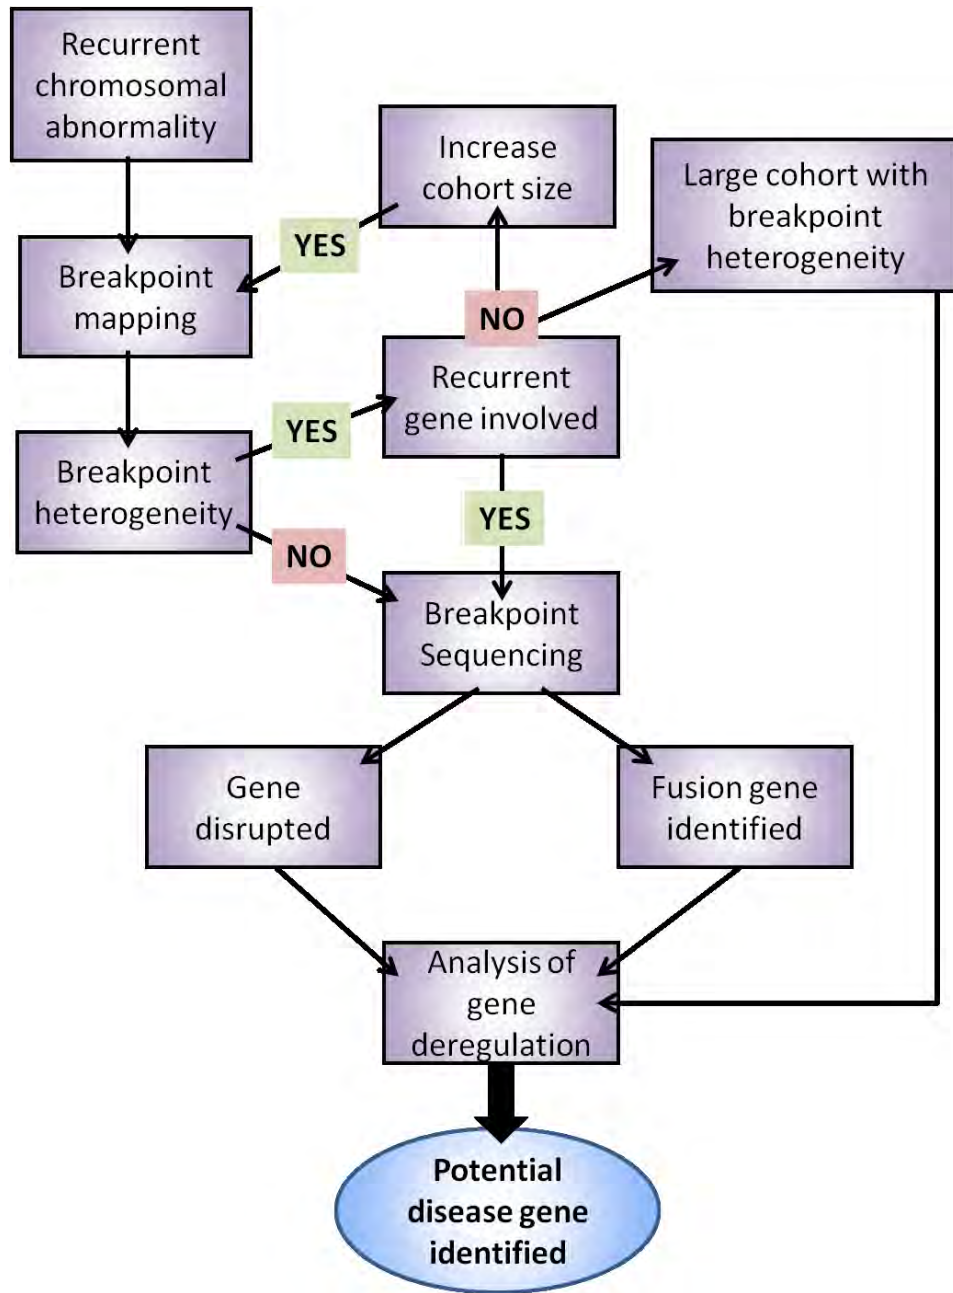 Recurrent
chromosomal
abnormality
Increase
cohort size
Large cohort with
breakpoint
heterogeneity
YES
Breakpoint
mapping
NO
Recurrent
gene involved
YES
Breakpoint
heterogeneity
YES
NO
Breakpoint
Sequencing
Gene
disrupted
Fusion gene
identified
Analysis of
gene
deregulation
Potential
disease gene
identified